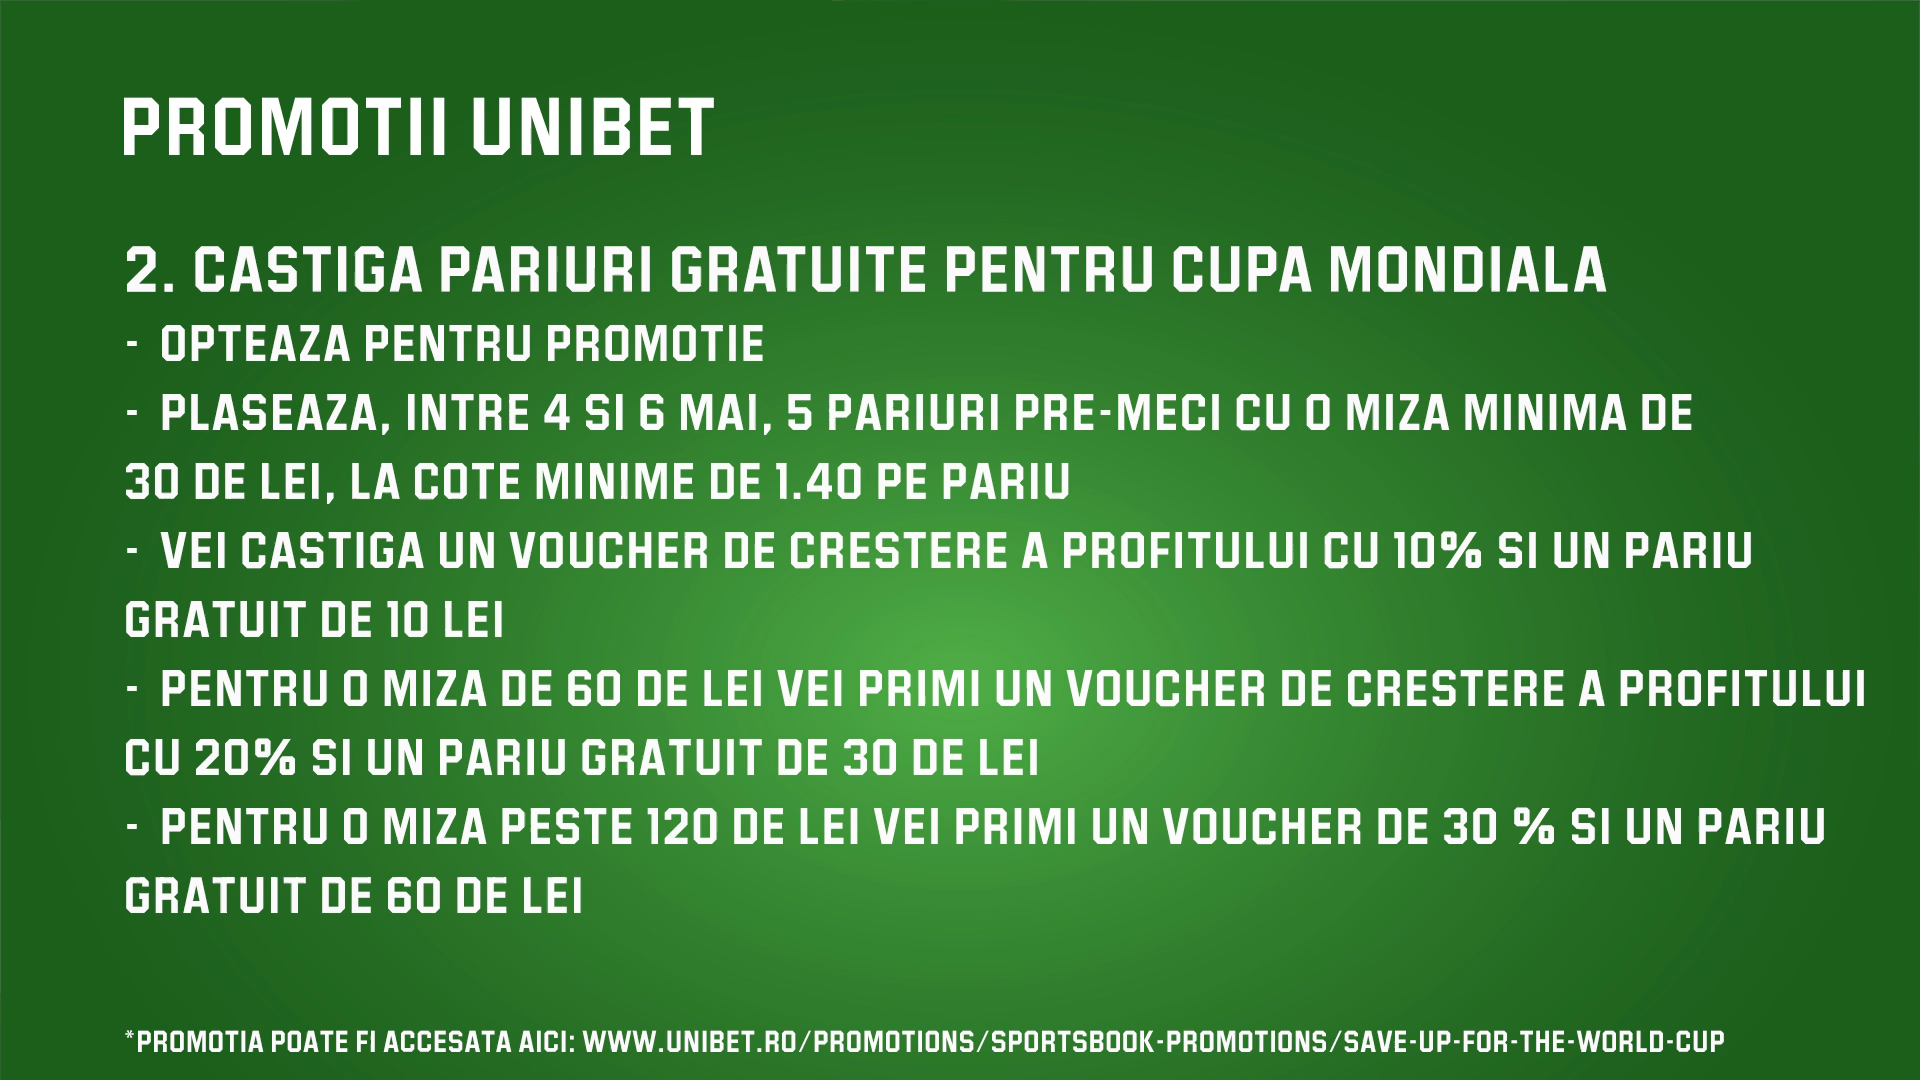 PROMOTII UNIBET
2. CASTIGA PARIURI GRATUITE PENTRU CUPA MONDIALA
- OPTEAZA PENTRU PROMOTIE
- PLASEAZA, INTRE 4 SI 6 MAI, 5 PARIURI PRE-MECI CU O MIZA MINIMA DE
30 DE LEI, LA COTE MINIME DE 1.40 PE PARIU
- VEI CASTIGA UN VOUCHER DE CRESTERE A PROFITULUI CU 10% SI UN PARIU
GRATUIT DE 10 LEI
- PENTRU O MIZA DE 60 DE LEI VEI PRIMI UN VOUCHER DE CRESTERE A PROFITULUI
CU 20% SI UN PARIU GRATUIT DE 30 DE LEI
- PENTRU O MIZA PESTE 120 DE LEI VEI PRIMI UN VOUCHER DE 30 % SI UN PARIU
GRATUIT DE 60 DE LEI
*PROMOTIA POATE FI ACCESATA AICI: WWW.UNIBET.RO/PROMOTIONS/SPORTSBOOK-PROMOTIONS/SAVE-UP-FOR-THE-WORLD-CUP